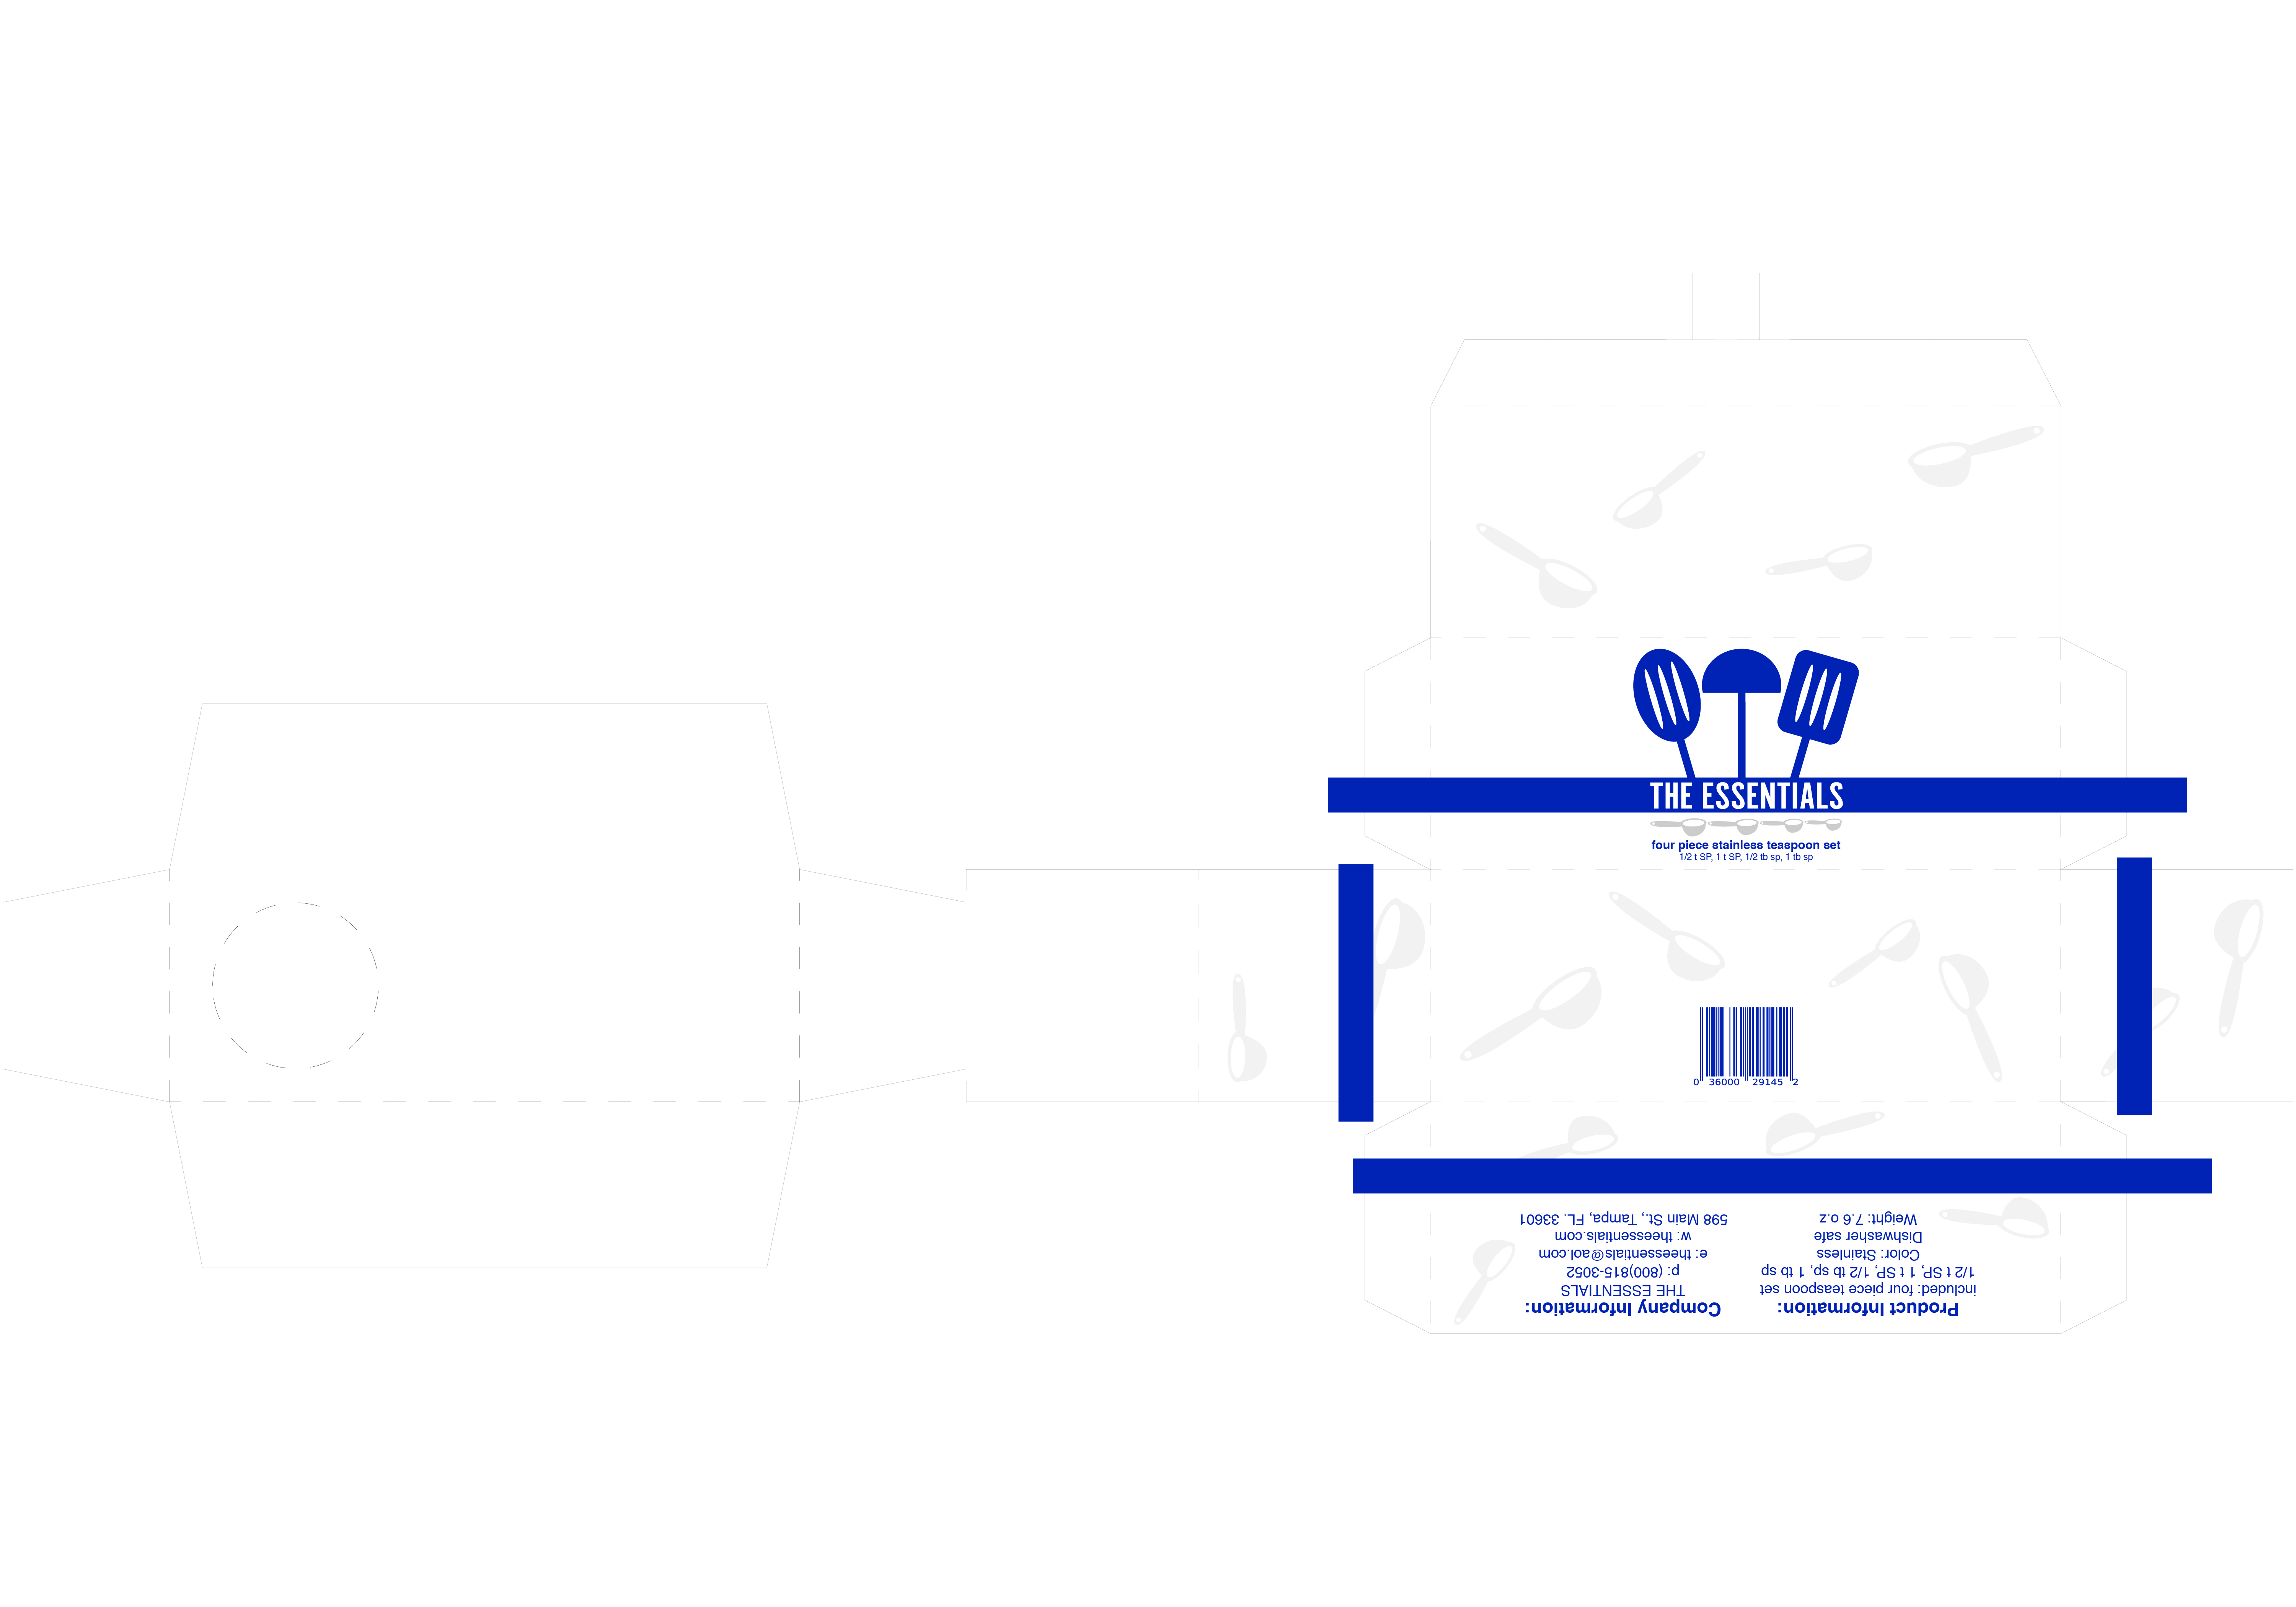 THE ESSENTIALS
four piece stainless teaspoon set
1/2 t SP, 1 t SP, 1/2 tb sp, 1 tb sp
0 36000 29145 2
Product Information:
included: four piece teaspoon set
1/2 t SP, 1 t SP, 1/2 tb sp, 1 tb sp
Color: Stainless
Dishwasher safe
Weight: 7.6 o.z
Company Information:
THE ESSENTIALS
p: (800)815-3052
e: theessentials@aol.com
w: theessentials.com
598 Main St., Tampa, FL. 33601